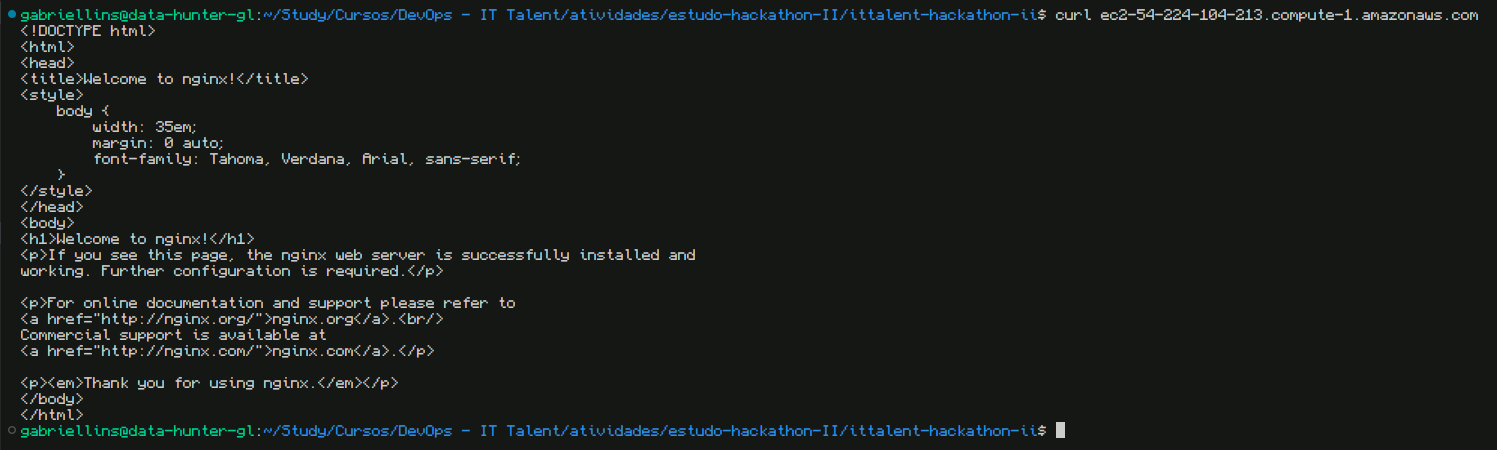 gabriellins@data-hunter-gl:~/Study/Cursos/DevOps - IT Talent/atividades/estudo-hackathon-II/ittalent-hackathon-ii$ curl ec2-54-224-104-213.compute-1.amazonaws.com
<!DOCTYPE html>
<html>
<head>
<title>Welcome to nginx!</title>
<style>
    body {
        width: 35em;
        margin: 0 auto;
        font-family: Tahoma, Verdana, Arial, sans-serif;
    }
</style>
</head>
<body>
<h1>Welcome to nginx!</h1>
<p>If you see this page, the nginx web server is successfully installed and
working. Further configuration is required.</p>

<p>For online documentation and support please refer to
<a href="http://nginx.org/">nginx.org</a>.<br/>
Commercial support is available at
<a href="http://nginx.com/">nginx.com</a>.</p>

<p><em>Thank you for using nginx.</em></p>
</body>
</html>
gabriellins@data-hunter-gl:~/Study/Cursos/DevOps - IT Talent/atividades/estudo-hackathon-II/ittalent-hackathon-ii$